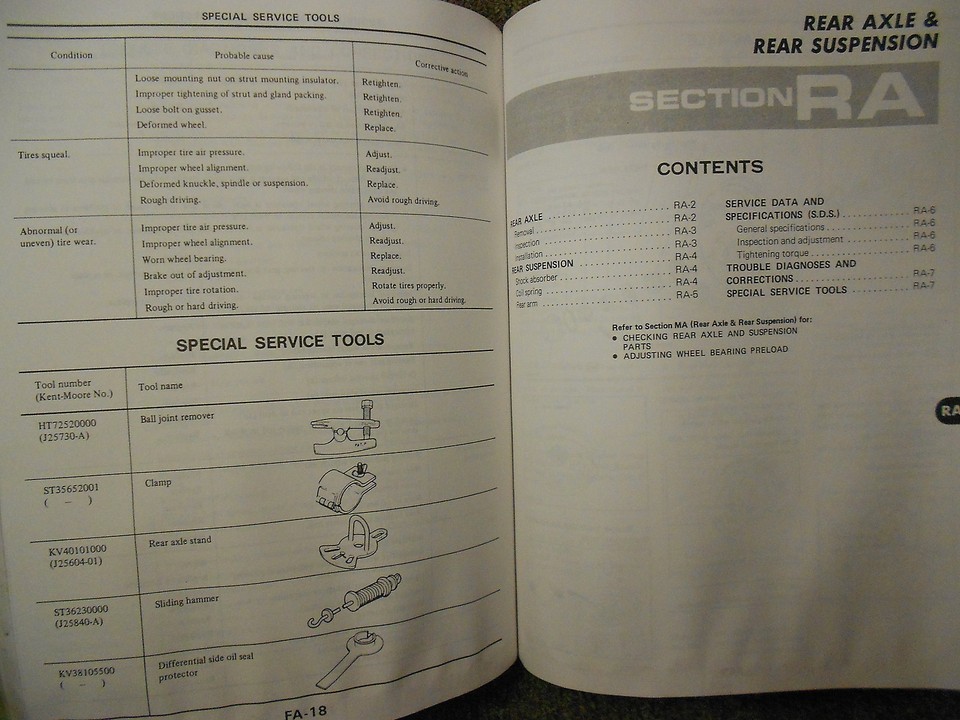 SPECIAL SERVICE TOOLS
Condition Probable cause Corrective action
Loose mounting nut on strut mounting insulator. Retighten.
Improper tightening of strut and gland packing. Retighten.
Loose bolt on gusset. Retighten.
Deformed wheel. Replace.
Tires squeal. Improper tire air pressure. Adjust.
Improper wheel alignment. Readjust.
Deformed knuckle, spindle or suspension. Replace.
Rough driving. Avoid rough driving.
Abnormal (or Improper tire air pressure. Adjust.
uneven) tire wear. Improper wheel alignment. Readjust.
Worn wheel bearing. Replace.
Brake out of adjustment. Readjust.
Improper tire rotation. Rotate tires properly.
Rough or hard driving. Avoid rough or hard driving.
SPECIAL SERVICE TOOLS
Tool number Tool name
(Kent-Moore No.)
HT72520000 Ball joint remover
(J25730-A)
ST35652001 Clamp
( – )
KV40101000 Rear axle stand
(J25604-01)
ST36230000 Sliding hammer
(J25840-A)
KV38105500 Differential side oil seal
( – ) protector
FA-18
REAR AXLE &
REAR SUSPENSION
SECTION RA
CONTENTS
REAR AXLE RA-2
Removal RA-2
Inspection RA-3
Installation RA-3
REAR SUSPENSION RA-4
Shock absorber RA-4
Coil spring RA-4
Rear arm RA-5
SERVICE DATA AND
SPECIFICATIONS (S.D.S.) RA-6
General specifications RA-6
Inspection and adjustment RA-6
Tightening torque RA-6
TROUBLE DIAGNOSES AND
CORRECTIONS RA-7
SPECIAL SERVICE TOOLS RA-7
Refer to Section MA (Rear Axle & Rear Suspension) for:
● CHECKING REAR AXLE AND SUSPENSION
PARTS
● ADJUSTING WHEEL BEARING PRELOAD
RA